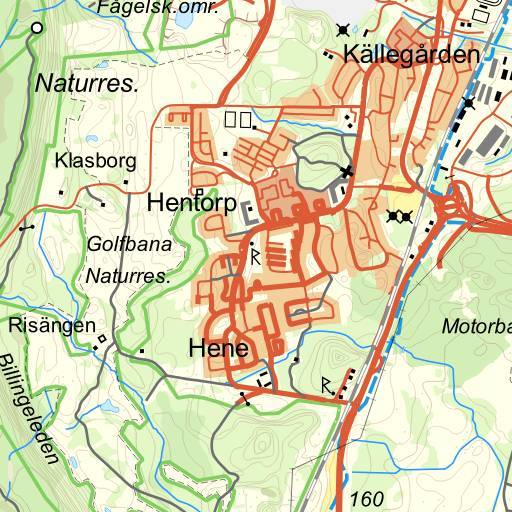 Fågelsk.omr.
Källegården
Naturres.
Klasborg
Hentorp
Golfbana
Naturres.
R
Risängen
Motorba
Hene
Billingeleden
R
160